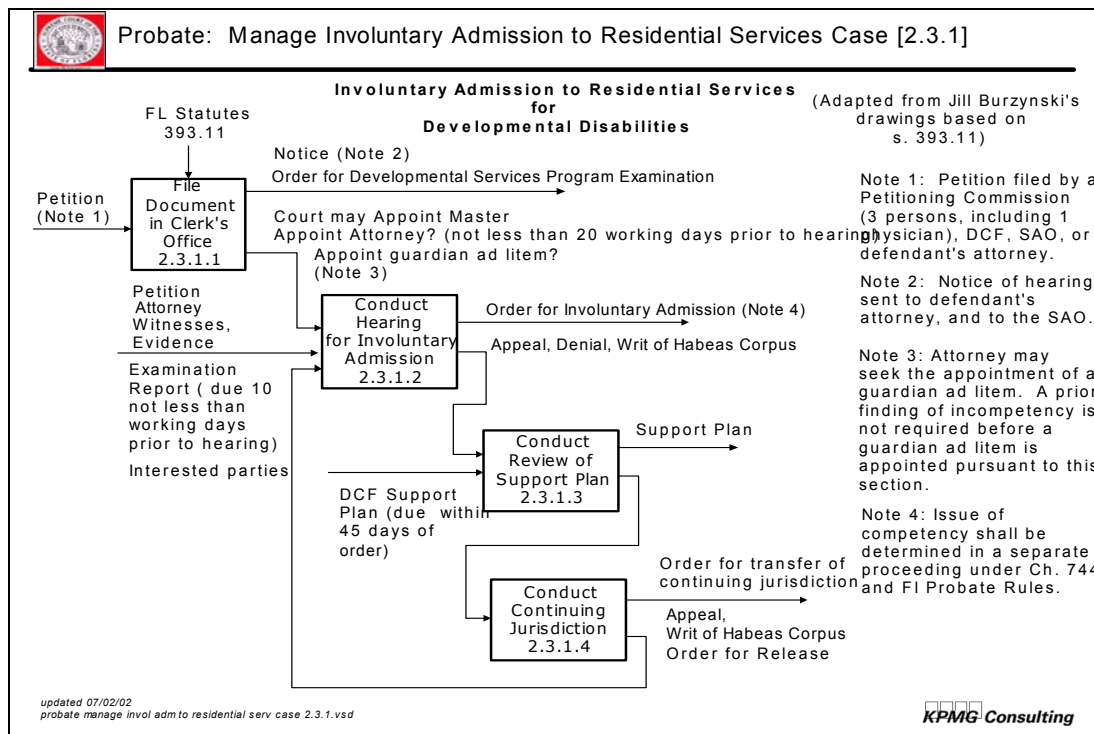 Probate: Manage Involuntary Admission to Residential Services Case [2.3.1]
Involuntary Admission to Residential Services
for
Developmental Disabilities
(Adapted from Jill Burzynski's
drawings based on
s. 393.11)
FL Statutes
393.11
Petition
(Note 1)
File
Document
in Clerk's
Office
2.3.1.1
Notice (Note 2)
Order for Developmental Services Program Examination
Court may Appoint Master
Appoint Attorney? (not less than 20 working days prior to hearing)
Appoint guardian ad litem?
(Note 3)
Petition
Attorney
Witnesses,
Evidence
Examination
Report ( due 10
not less than
working days
prior to hearing)
Interested parties
Conduct
Hearing
for Involuntary
Admission
2.3.1.2
Order for Involuntary Admission (Note 4)
Appeal, Denial, Writ of Habeas Corpus
Conduct
Review of
Support Plan
2.3.1.3
Support Plan
DCF Support
Plan (due within
45 days of
order)
Conduct
Continuing
Jurisdiction
2.3.1.4
Order for transfer of
continuing jurisdiction
Appeal,
Writ of Habeas Corpus
Order for Release
Note 1: Petition filed by a
Petitioning Commission
(3 persons, including 1
physician), DCF, SAO, or
defendant's attorney.
Note 2: Notice of hearing
sent to defendant's
attorney, and to the SAO.
Note 3: Attorney may
seek the appointment of a
guardian ad litem. A prior
finding of incompetency is
not required before a
guardian ad litem is
appointed pursuant to this
section.
Note 4: Issue of
competency shall be
determined in a separate
proceeding under Ch. 744
and Fl Probate Rules.
updated 07/02/02
probate manage invol adm to residential serv case 2.3.1.vsd
KPMG Consulting